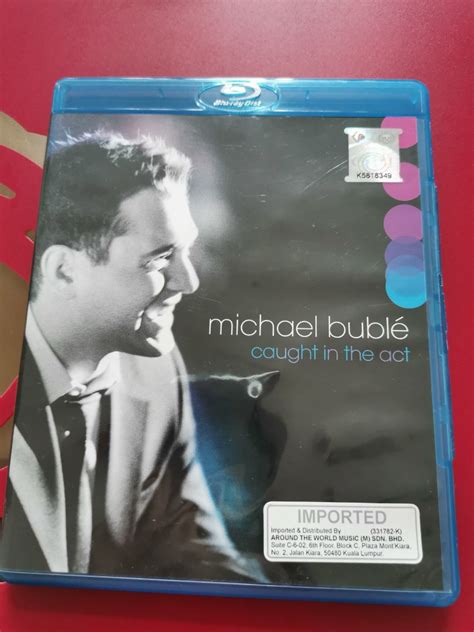 Blu-ray Disc
K5818349
michael bublé
caught in the act
IMPORTED
Imported & Distributed By (331782-K)
AROUND THE WORLD MUSIC (M) SDN. BHD.
Suite C-6-02, 6th Floor, Block C, Plaza Mont Kiara,
No. 2, Jalan Kiara, 50480 Kuala Lumpur.